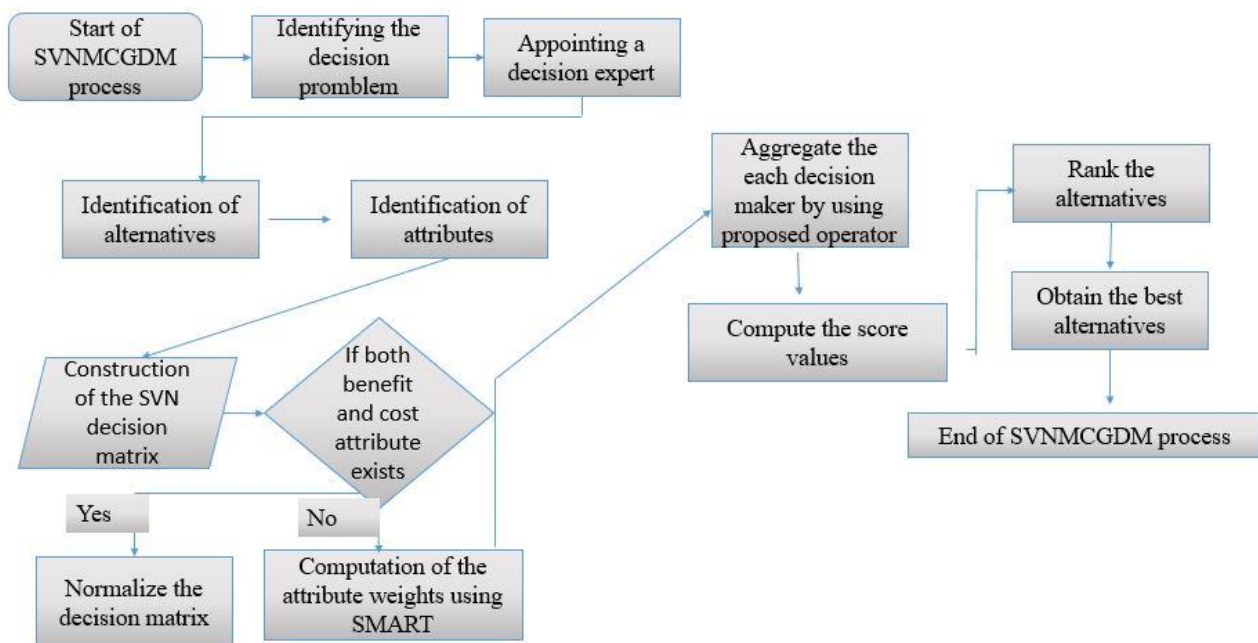 Start of
SVNMCGDM
process
Identifying the
decision
promblem
Appointing a
decision expert
Identification of
alternatives
Identification of
attributes
Construction
of the SVN
decision
matrix
If both
benefit
and cost
attribute
exists
Yes
No
Normalize the
decision matrix
Computation of the
attribute weights using
SMART
Aggregate the
each decision
maker by using
proposed operator
Compute the score
values
Rank the
alternatives
Obtain the best
alternatives
End of SVNMCGDM process